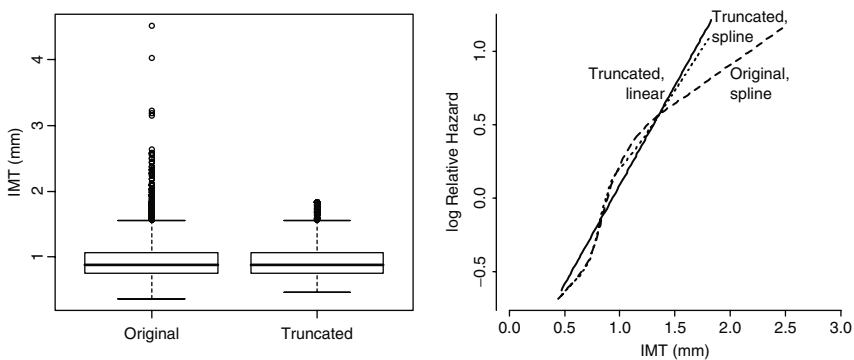 IMT (mm)
4
3
2
1
Original
Truncated
log Relative Hazard
1.0
0.5
0.0
−0.5
Truncated,
spline
Truncated,
linear
Original,
spline
0.0 0.5 1.0 1.5 2.0 2.5 3.0
IMT (mm)